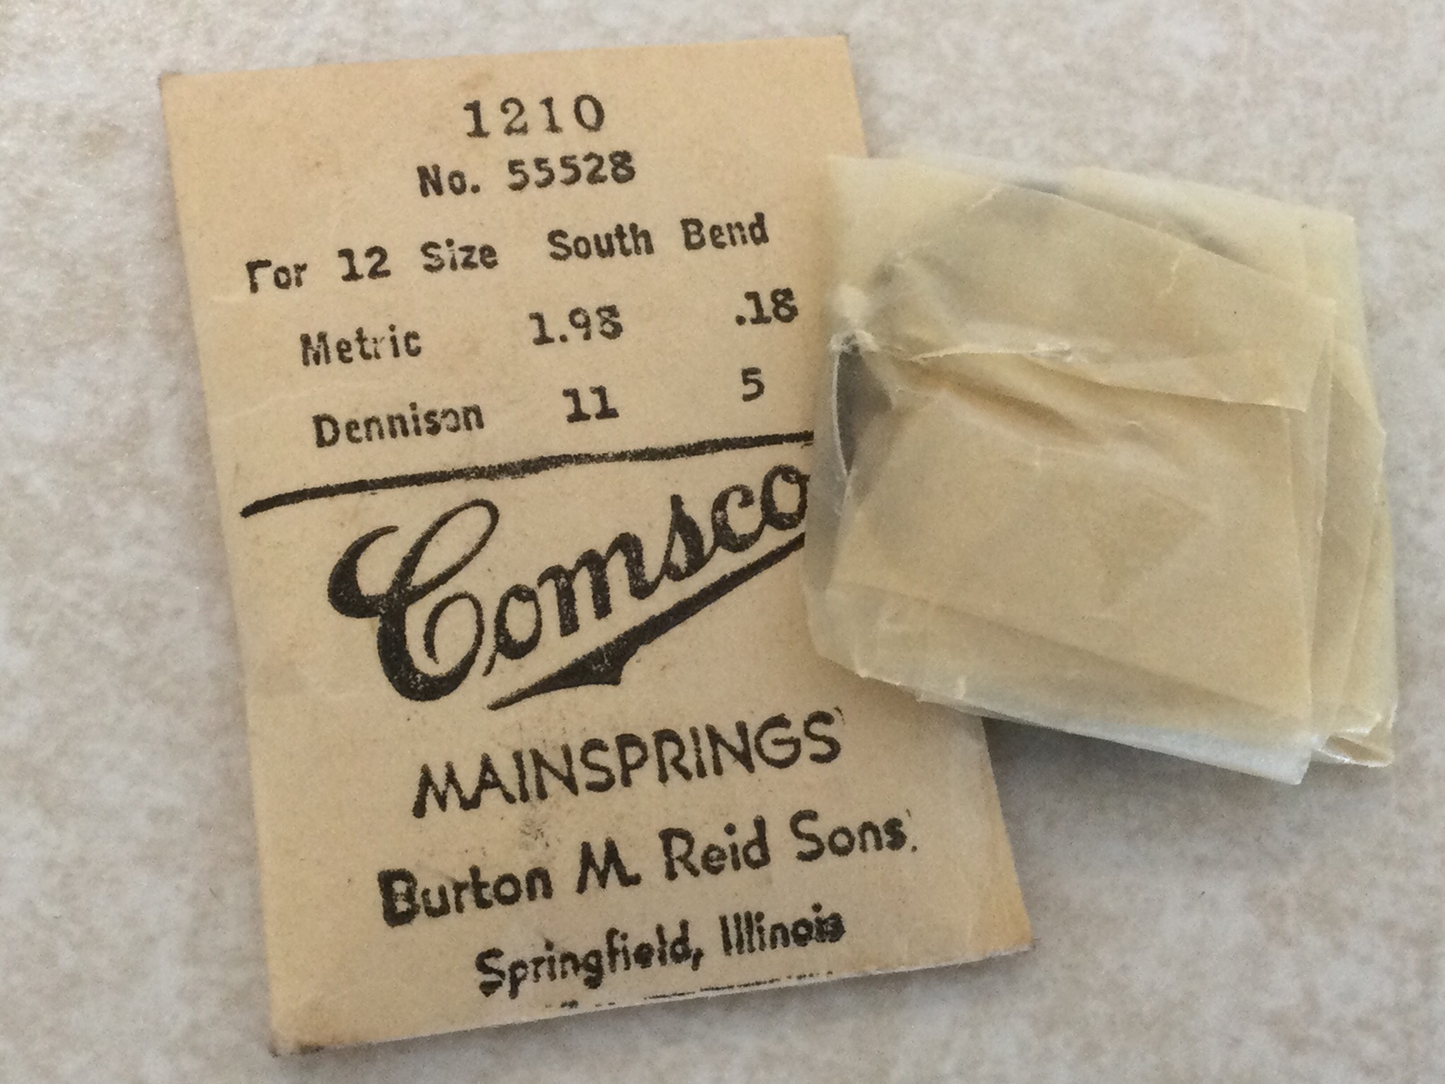 1210
No. 55528
For 12 Size South Bend
Metric 1.98 .18
Dennison 11 5
Comsco
MAINSPRINGS
Burton M. Reid Sons
Springfield, Illinois